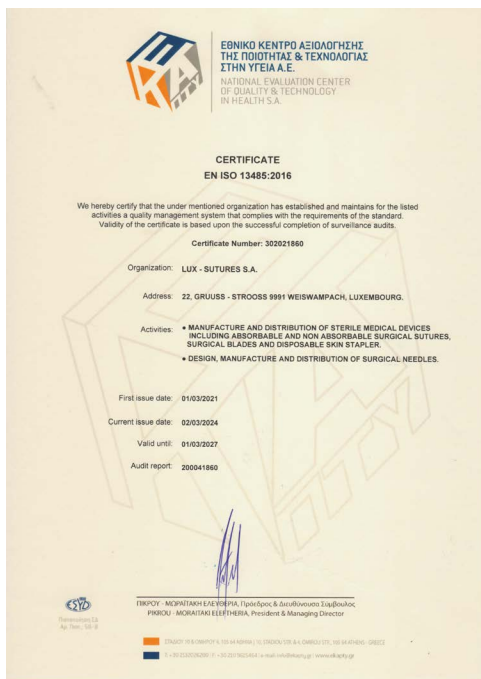 ΕΚΑΠΤΥ
ΕΘΝΙΚΟ ΚΕΝΤΡΟ ΑΞΙΟΛΟΓΗΣΗΣ
ΤΗΣ ΠΟΙΟΤΗΤΑΣ & ΤΕΧΝΟΛΟΓΙΑΣ
ΣΤΗΝ ΥΓΕΙΑ Α.Ε.
NATIONAL EVALUATION CENTER
OF QUALITY & TECHNOLOGY
IN HEALTH S.A.
CERTIFICATE
EN ISO 13485:2016
We hereby certify that the under mentioned organization has established and maintains for the listed
activities a quality management system that complies with the requirements of the standard.
Validity of the certificate is based upon the successful completion of surveillance audits.
Certificate Number: 302021860
Organization: LUX - SUTURES S.A.
Address: 22, GRUUSS - STROOSS 9991 WEISWAMPACH, LUXEMBOURG.
Activities: • MANUFACTURE AND DISTRIBUTION OF STERILE MEDICAL DEVICES
INCLUDING ABSORBABLE AND NON ABSORBABLE SURGICAL SUTURES,
SURGICAL BLADES AND DISPOSABLE SKIN STAPLER.
• DESIGN, MANUFACTURE AND DISTRIBUTION OF SURGICAL NEEDLES.
First issue date: 01/03/2021
Current issue date: 02/03/2024
Valid until: 01/03/2027
Audit report: 200041860
ΠΙΚΡΟΥ - ΜΩΡΑΪΤΑΚΗ ΕΛΕΥΘΕΡΙΑ, Πρόεδρος & Διευθύνουσα Σύμβουλος
PIKROU - MORAITAKI ELEFTHERIA, President & Managing Director
ΕΣΥΔ
www.ekapty.gr